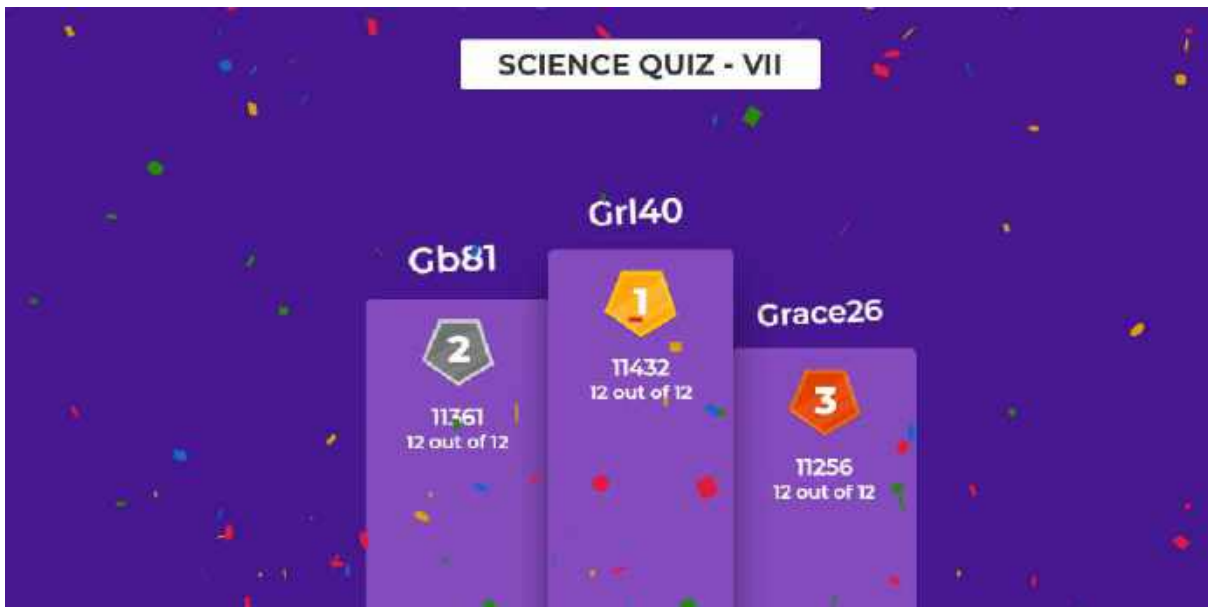 SCIENCE QUIZ - VII
Grl40
1
11432
12 out of 12
Gb81
2
11361
12 out of 12
Grace26
3
11256
12 out of 12